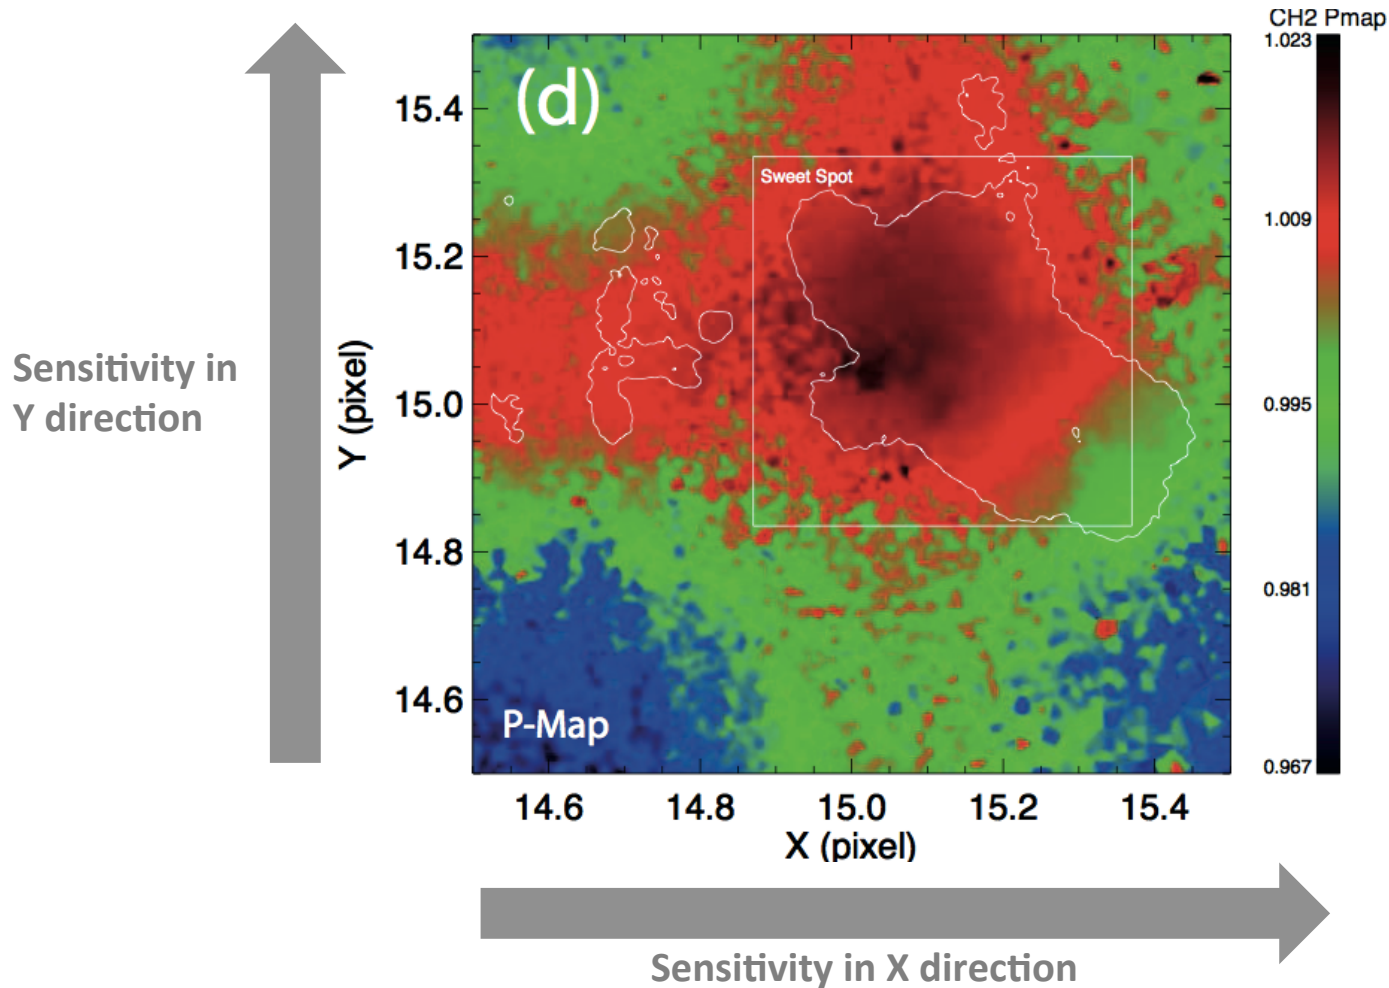 CH2 Pmap
1.023
1.009
0.995
0.981
0.967
(d)
Sweet Spot
P-Map
15.4
15.2
15.0
14.8
14.6
Y (pixel)
Sensitivity in
Y direction
14.6 14.8 15.0 15.2 15.4
X (pixel)
Sensitivity in X direction